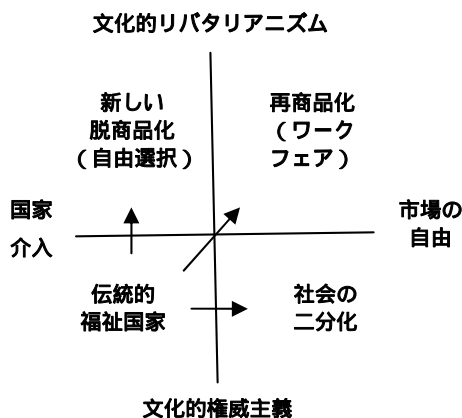 文化的リバタリアニズム
新しい
脱商品化
（自由選択）
再商品化
（ワーク
フェア）
国家
介入
市場の
自由
伝統的
福祉国家
社会の
二分化
文化的権威主義